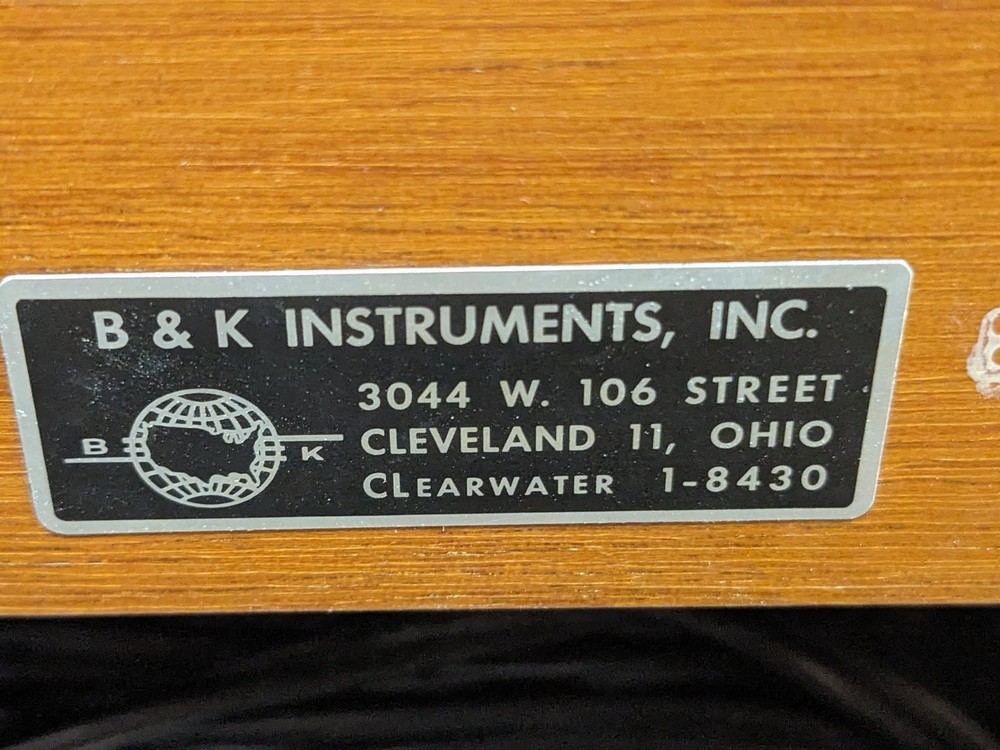 B & K INSTRUMENTS, INC.
3044 W. 106 STREET
CLEVELAND 11, OHIO
CLEARWATER 1-8430
B
K